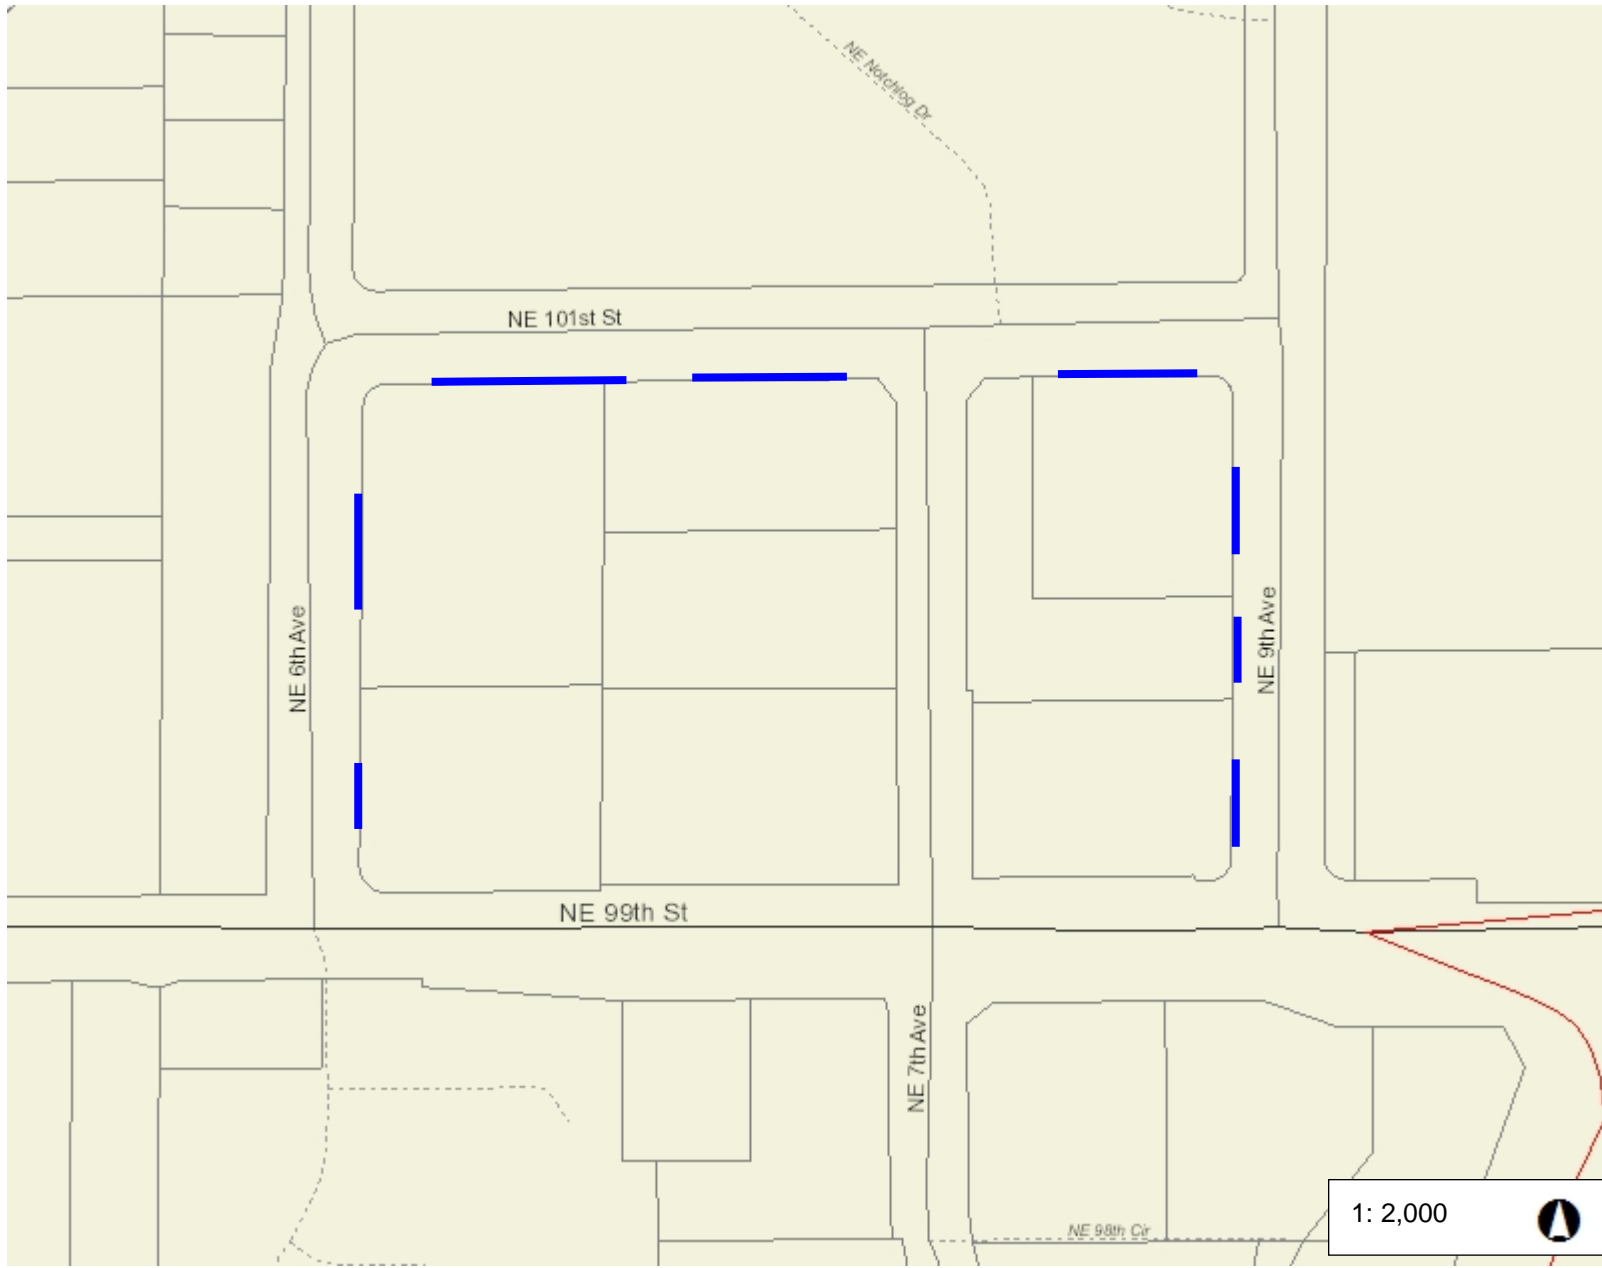 NE Notchlog Dr
NE 101st St
NE 6th Ave
NE 9th Ave
NE 99th St
NE 7th Ave
NE 98th Cir
1: 2,000